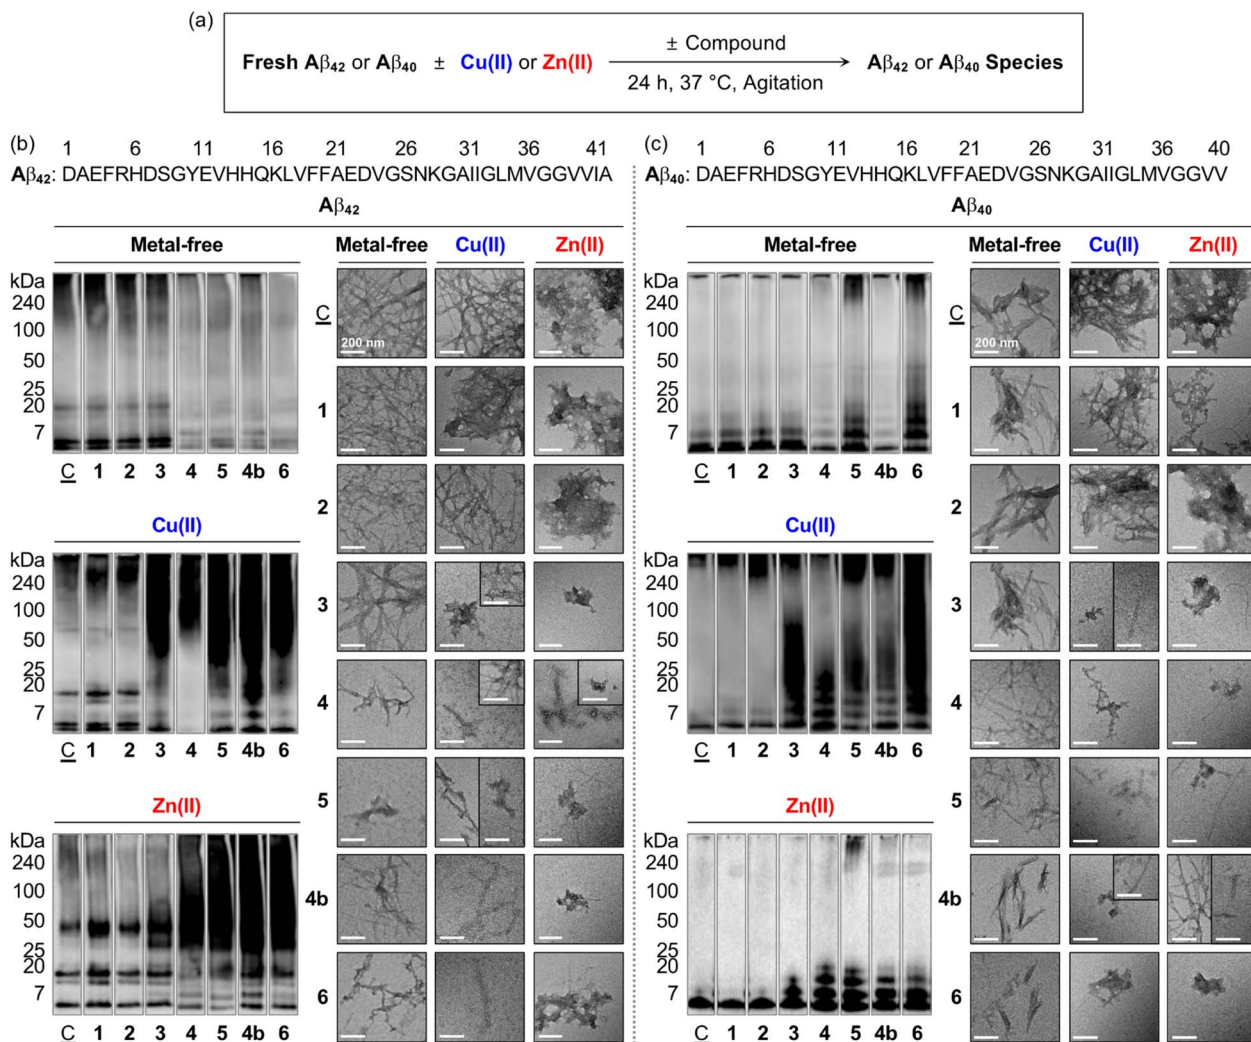 (a)
Fresh Aβ42 or Aβ40 ± Cu(II) or Zn(II)
± Compound
24 h, 37 °C, Agitation
Aβ42 or Aβ40 Species
(b)
1 6 11 16 21 26 31 36 41
Aβ42: DAEFRHDSGYEVHHQKLVFFAEDVGSNKGAIIGLMVGGVVIA
Aβ42
Metal-free
kDa
240
100
50
25
20
7
C 1 2 3 4 5 4b 6
Cu(II)
kDa
240
100
50
25
20
7
C 1 2 3 4 5 4b 6
Zn(II)
kDa
240
100
50
25
20
7
C 1 2 3 4 5 4b 6
Metal-free Cu(II) Zn(II)
C
200 nm
1
2
3
4
5
4b
6
(c)
1 6 11 16 21 26 31 36 40
Aβ40: DAEFRHDSGYEVHHQKLVFFAEDVGSNKGAIIGLMVGGVV
Aβ40
Metal-free
kDa
240
100
50
25
20
7
C 1 2 3 4 5 4b 6
Cu(II)
kDa
240
100
50
25
20
7
C 1 2 3 4 5 4b 6
Zn(II)
kDa
240
100
50
25
20
7
C 1 2 3 4 5 4b 6
Metal-free Cu(II) Zn(II)
C
200 nm
1
2
3
4
5
4b
6